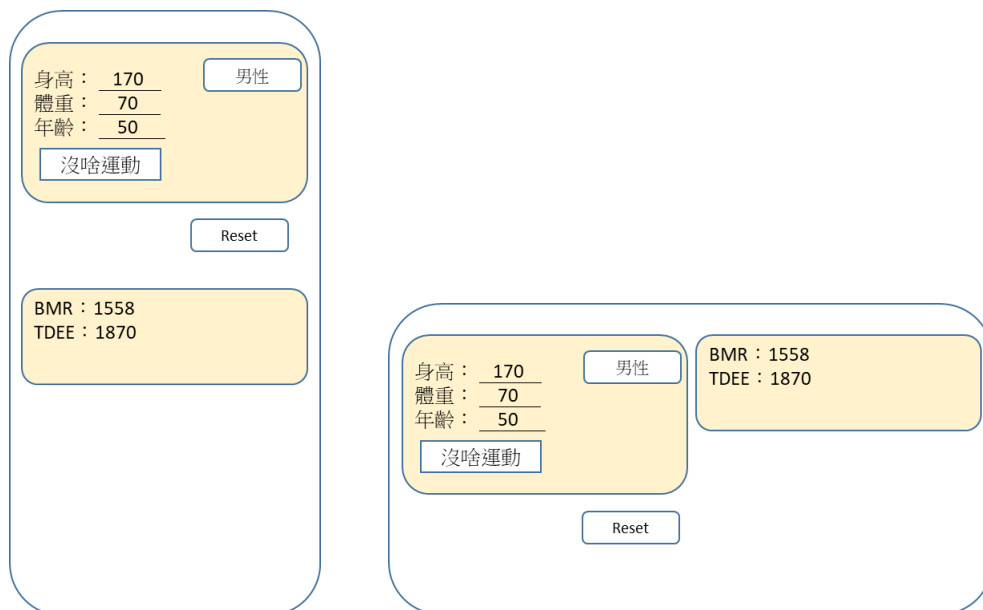 男性
身高： 170
體重： 70
年齡： 50
沒啥運動
Reset
BMR：1558
TDEE：1870
男性
身高： 170
體重： 70
年齡： 50
沒啥運動
Reset
BMR：1558
TDEE：1870